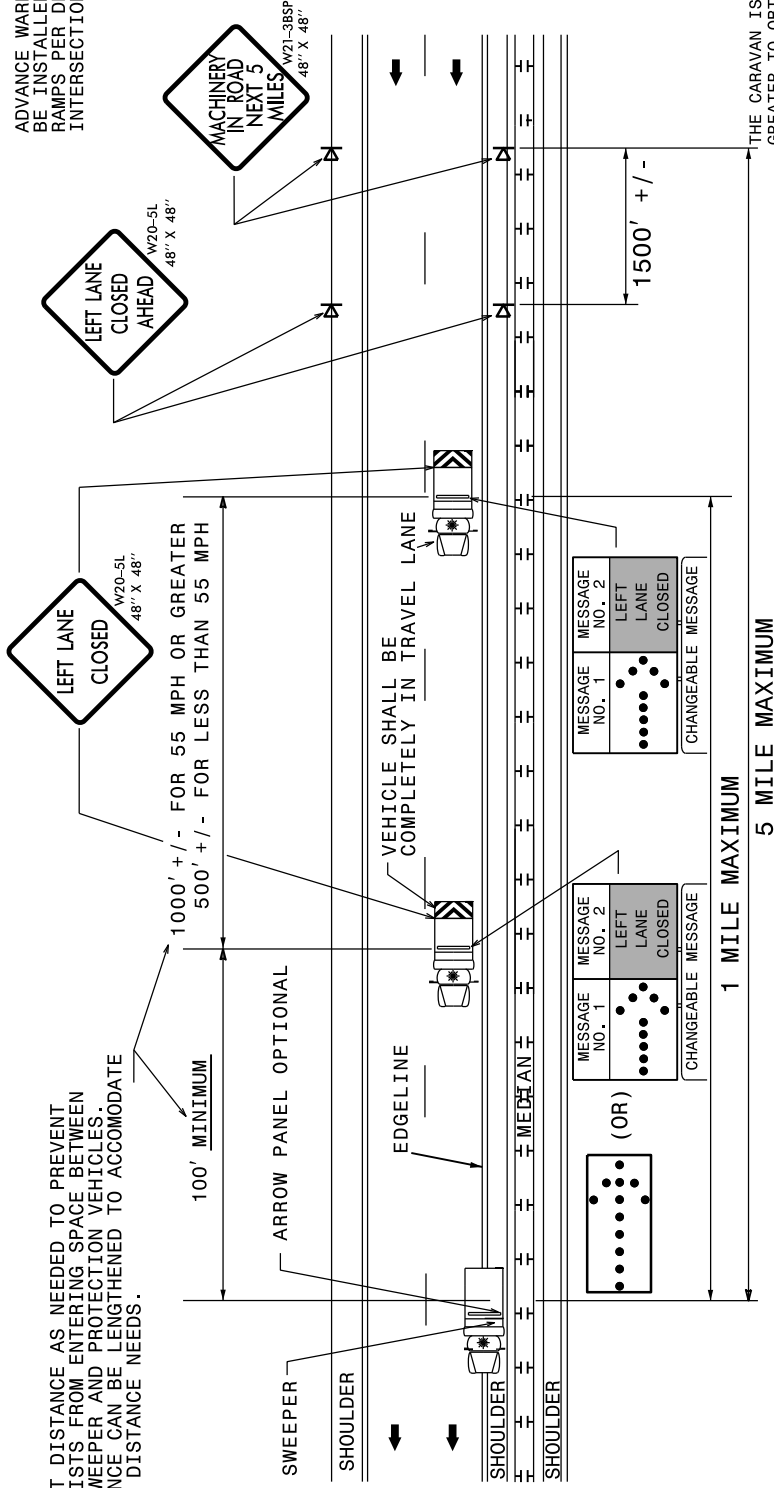 ADVANCE WAR
BE INSTALLE
RAMPS PER D
INTERSECTION
MACHINERY
IN ROAD
NEXT 5
MILES
W21-3BSP
48'' X 48''
LEFT LANE
CLOSED
AHEAD
W20-5L
48'' X 48''
LEFT LANE
CLOSED
W20-5L
48'' X 48''
T DISTANCE AS NEEDED TO PREVENT
ISTS FROM ENTERING SPACE BETWEEN
WEEPER AND PROTECTION VEHICLES.
NCE CAN BE LENGTHENED TO ACCOMODATE
DISTANCE NEEDS.
1000' +/- FOR 55 MPH OR GREATER
500' +/- FOR LESS THAN 55 MPH
100' MINIMUM
ARROW PANEL OPTIONAL
SWEEPER
SHOULDER
VEHICLE SHALL BE
COMPLETELY IN TRAVEL LANE
EDGELINE
SHOULDER
MEDIAN
SHOULDER
1500' +/-
(OR)
MESSAGE
NO. 1
MESSAGE
NO. 2
LEFT
LANE
CLOSED
CHANGEABLE MESSAGE
MESSAGE
NO. 1
MESSAGE
NO. 2
LEFT
LANE
CLOSED
CHANGEABLE MESSAGE
1 MILE MAXIMUM
5 MILE MAXIMUM
THE CARAVAN IS
GREATER TO OPT